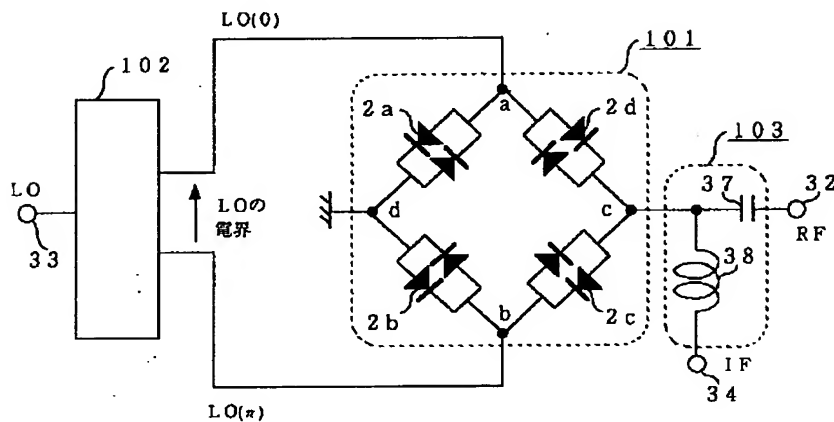 LO(0)
101
102
2a
a
2d
103
37
32
LO
LOの
電界
d
c
RF
33
38
2b
b
2c
IF
34
LO(π)